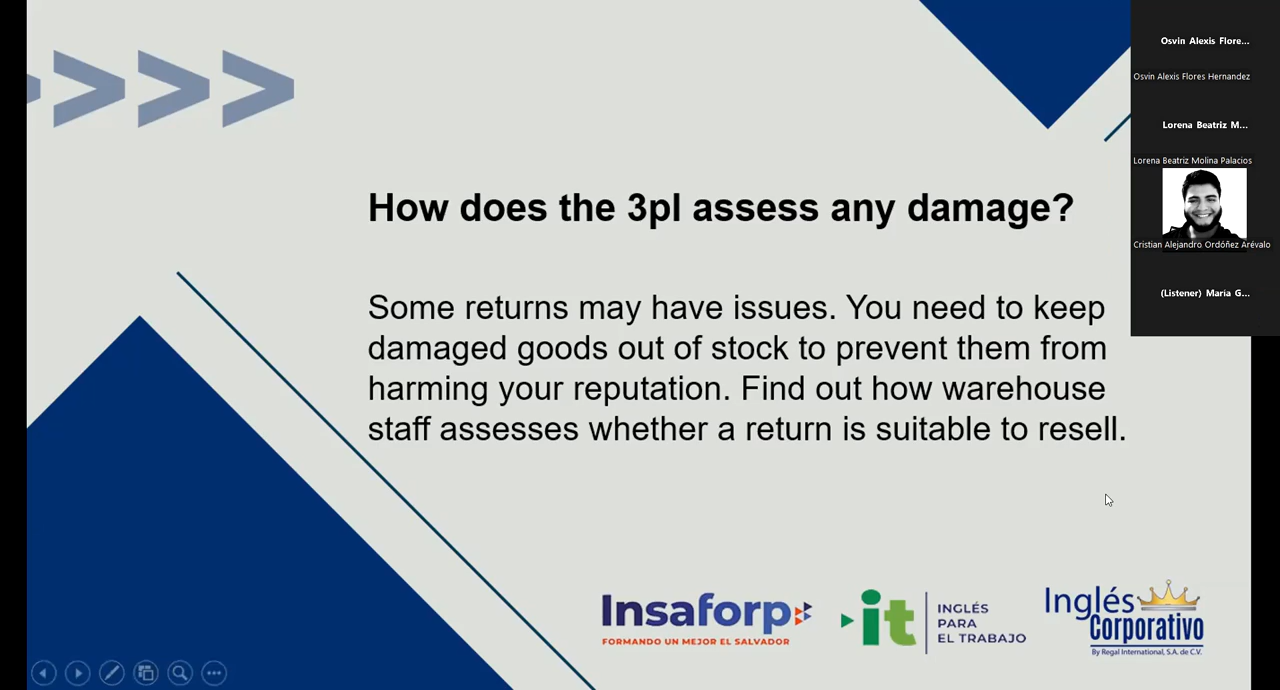 How does the 3pl assess any damage?
Some returns may have issues. You need to keep
damaged goods out of stock to prevent them from
harming your reputation. Find out how warehouse
staff assesses whether a return is suitable to resell.
Insaforp
FORMANDO UN MEJOR EL SALVADOR
it
INGLÉS
PARA
EL TRABAJO
Inglés
Corporativo
By Regal International, S.A. de C.V.
Osvin Alexis Flore...
Osvin Alexis Flores Hernandez
Lorena Beatriz M...
Lorena Beatriz Molina Palacios
Cristian Alejandro Ordóñez Arévalo
(Listener) María G...